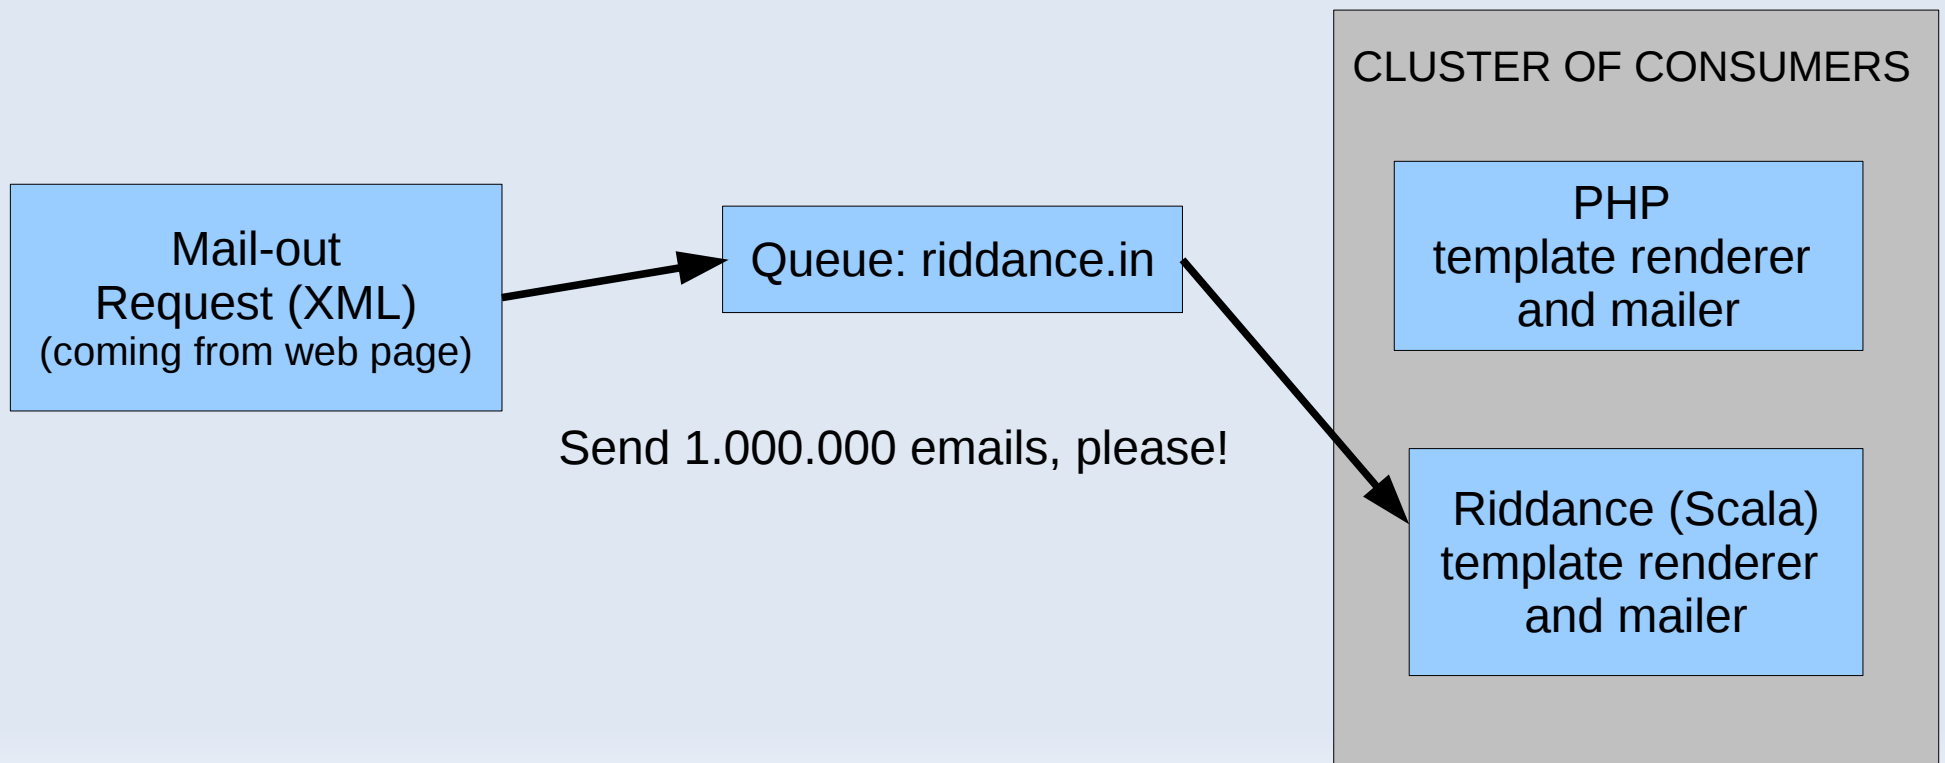 CLUSTER OF CONSUMERS
Mail-out
Request (XML)
(coming from web page)
Queue: riddance.in
PHP
template renderer
and mailer
Send 1.000.000 emails, please!
Riddance (Scala)
template renderer
and mailer